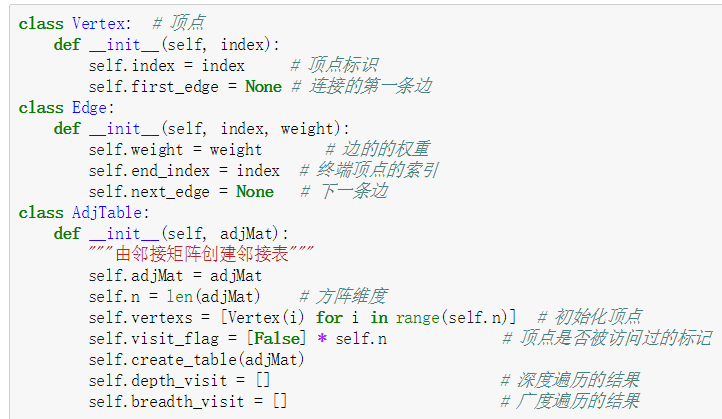 class Vertex:  # 顶点
    def __init__(self, index):
        self.index = index     # 顶点标识
        self.first_edge = None # 连接的第一条边
class Edge:
    def __init__(self, index, weight):
        self.weight = weight       # 边的的权重
        self.end_index = index  # 终端顶点的索引
        self.next_edge = None   # 下一条边
class AdjTable:
    def __init__(self, adjMat):
        """由邻接矩阵创建邻接表"""
        self.adjMat = adjMat
        self.n = len(adjMat)    # 方阵维度
        self.vertexs = [Vertex(i) for i in range(self.n)]  # 初始化顶点
        self.visit_flag = [False] * self.n             # 顶点是否被访问过的标记
        self.create_table(adjMat)
        self.depth_visit = []                          # 深度遍历的结果
        self.breadth_visit = []                        # 广度遍历的结果